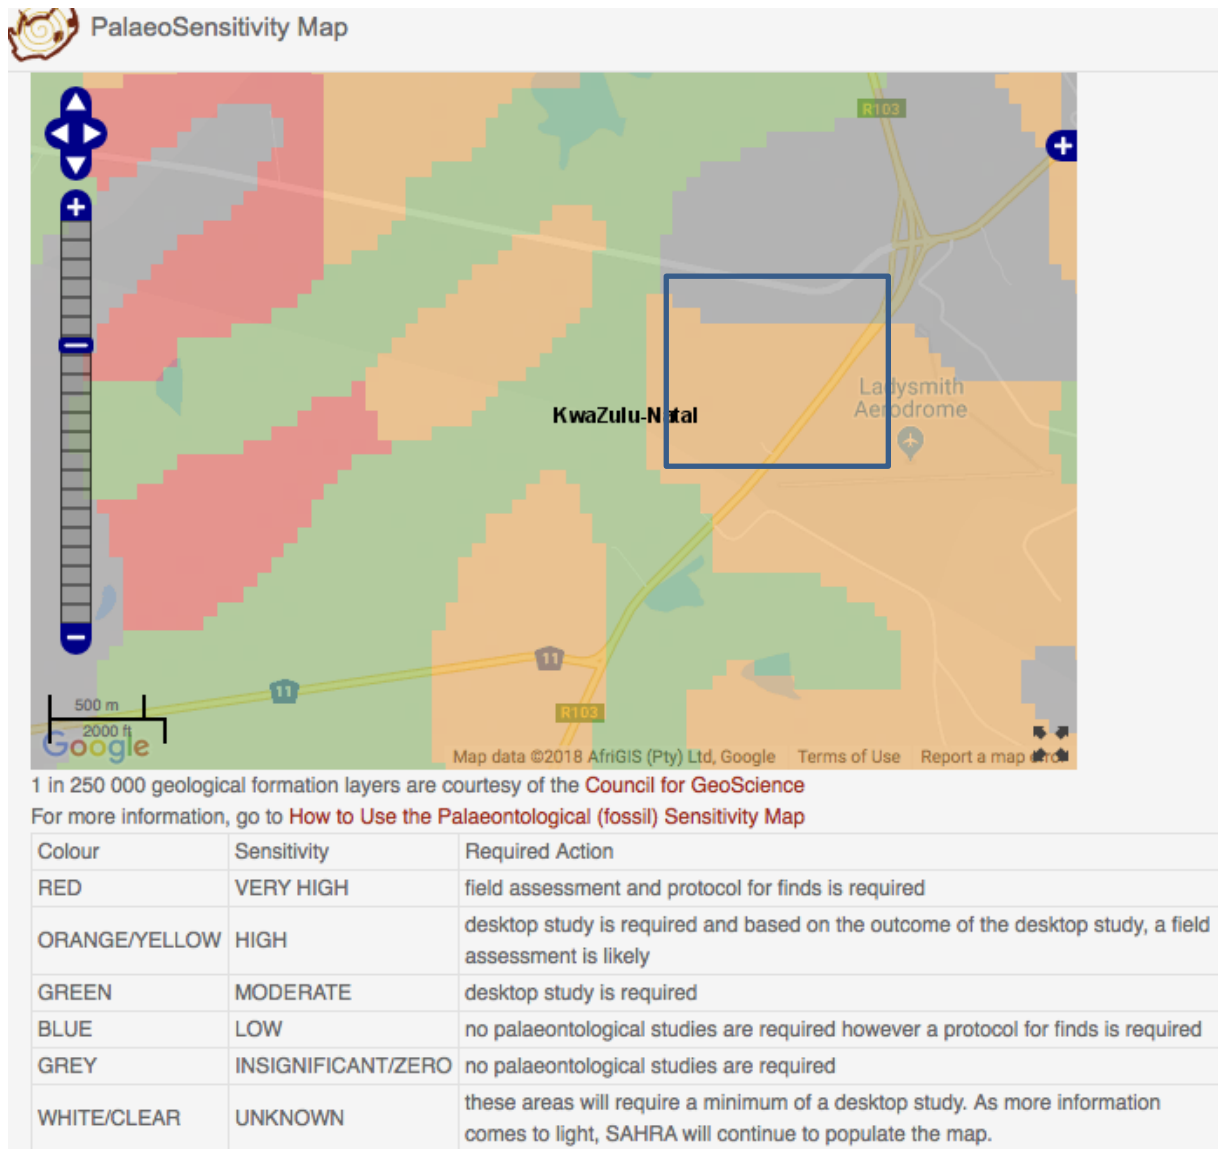 PalaeoSensitivity Map
R103
Ladysmith
Aerodrome
KwaZulu-Natal
11
11
R103
500 m
2000 ft
Google
Map data ©2018 AfriGIS (Pty) Ltd, Google Terms of Use Report a map error
1 in 250 000 geological formation layers are courtesy of the Council for GeoScience
For more information, go to How to Use the Palaeontological (fossil) Sensitivity Map
Colour Sensitivity Required Action
RED VERY HIGH field assessment and protocol for finds is required
ORANGE/YELLOW HIGH desktop study is required and based on the outcome of the desktop study, a field
assessment is likely
GREEN MODERATE desktop study is required
BLUE LOW no palaeontological studies are required however a protocol for finds is required
GREY INSIGNIFICANT/ZERO no palaeontological studies are required
WHITE/CLEAR UNKNOWN these areas will require a minimum of a desktop study. As more information
comes to light, SAHRA will continue to populate the map.